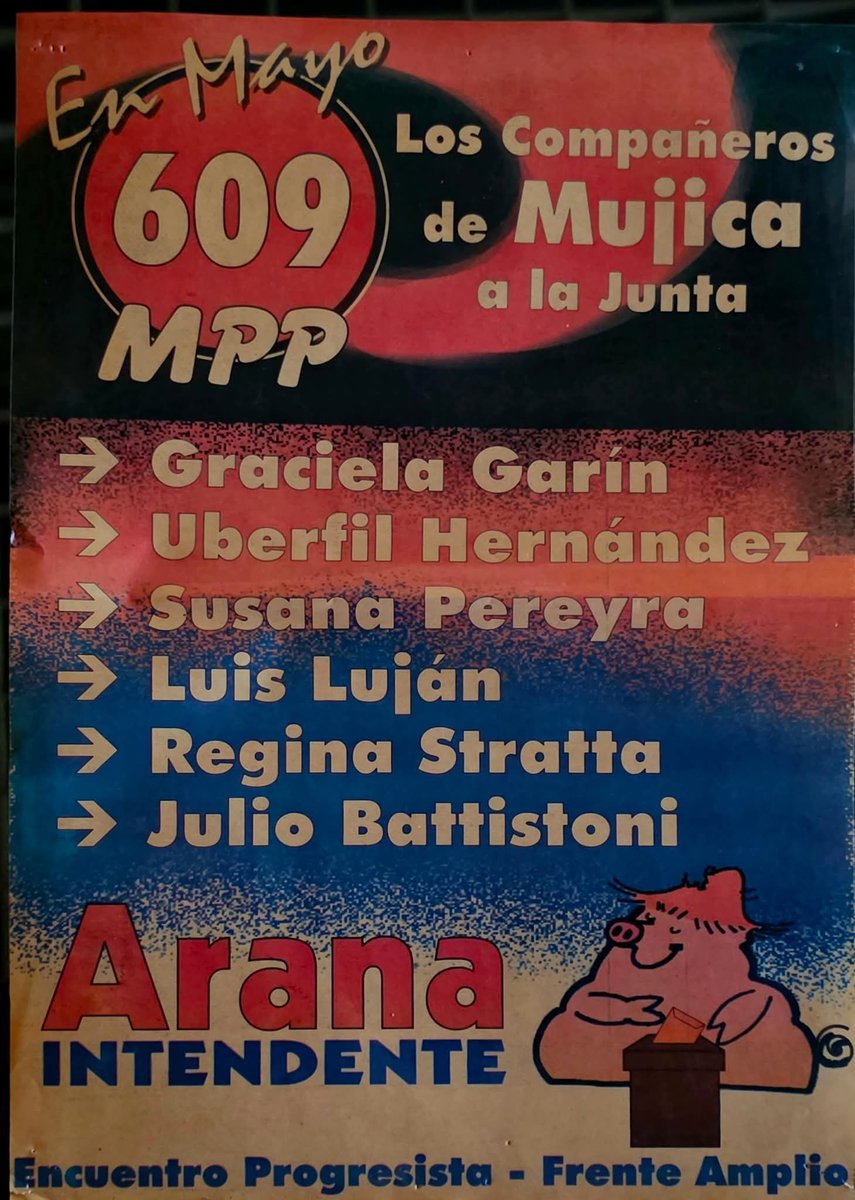 En Mayo
609
MPP
Los Compañeros
de Mujica
a la Junta
→ Graciela Garín
→ Uberfil Hernández
→ Susana Pereyra
→ Luis Luján
→ Regina Stratta
→ Julio Battistoni
Arana
INTENDENTE
Encuentro Progresista - Frente Amplio